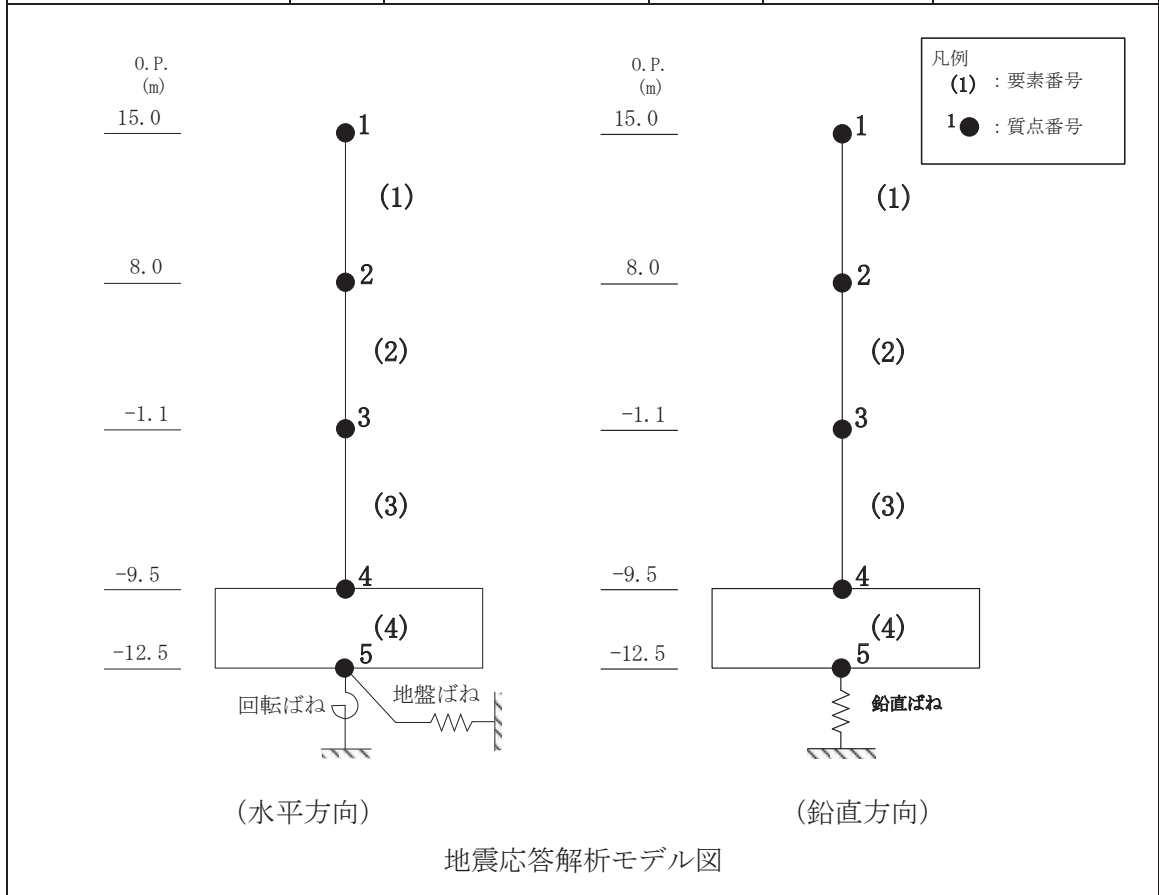 O.P.
(m)
15.0
8.0
-1.1
-9.5
-12.5
1
(1)
2
(2)
3
(3)
4
(4)
5
回転ばね
地盤ばね
(水平方向)
O.P.
(m)
15.0
8.0
-1.1
-9.5
-12.5
1
(1)
2
(2)
3
(3)
4
(4)
5
鉛直ばね
(鉛直方向)
凡例
(1) : 要素番号
1● : 質点番号
地震応答解析モデル図